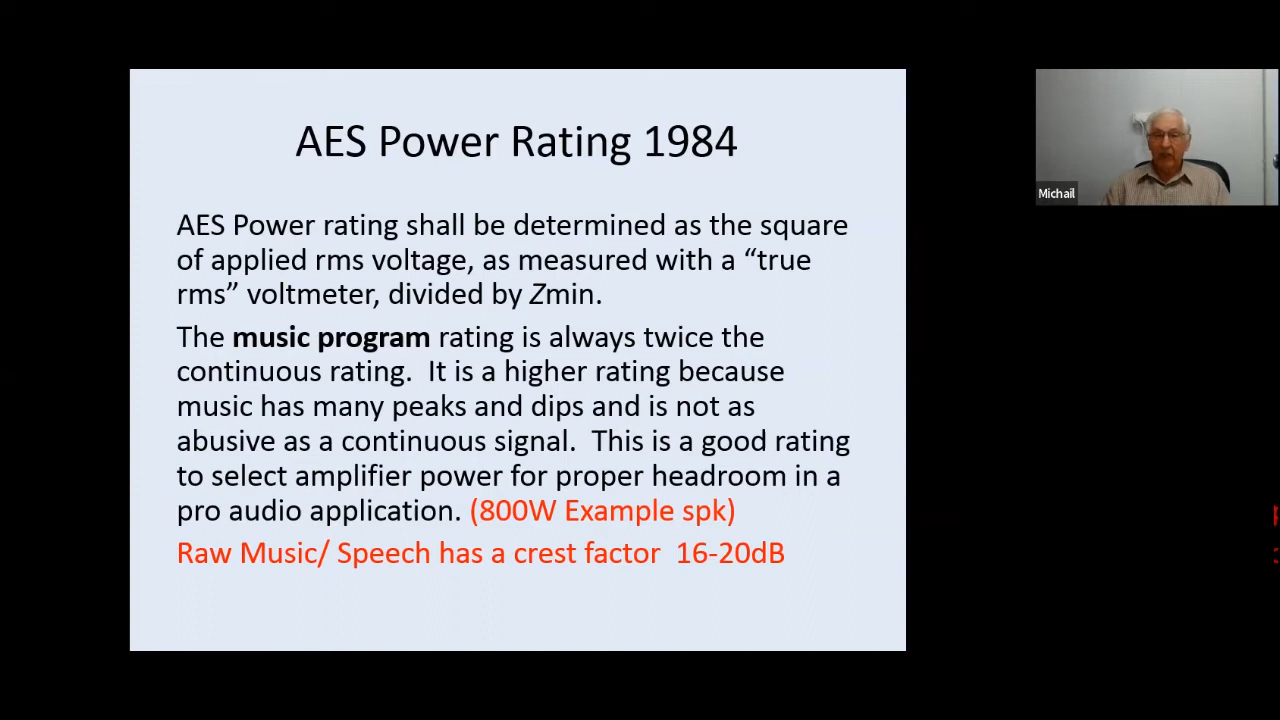 AES Power Rating 1984
AES Power rating shall be determined as the square
of applied rms voltage, as measured with a “true
rms” voltmeter, divided by Zmin.
The music program rating is always twice the
continuous rating.  It is a higher rating because
music has many peaks and dips and is not as
abusive as a continuous signal.  This is a good rating
to select amplifier power for proper headroom in a
pro audio application. (800W Example spk)
Raw Music/ Speech has a crest factor  16-20dB
Michail